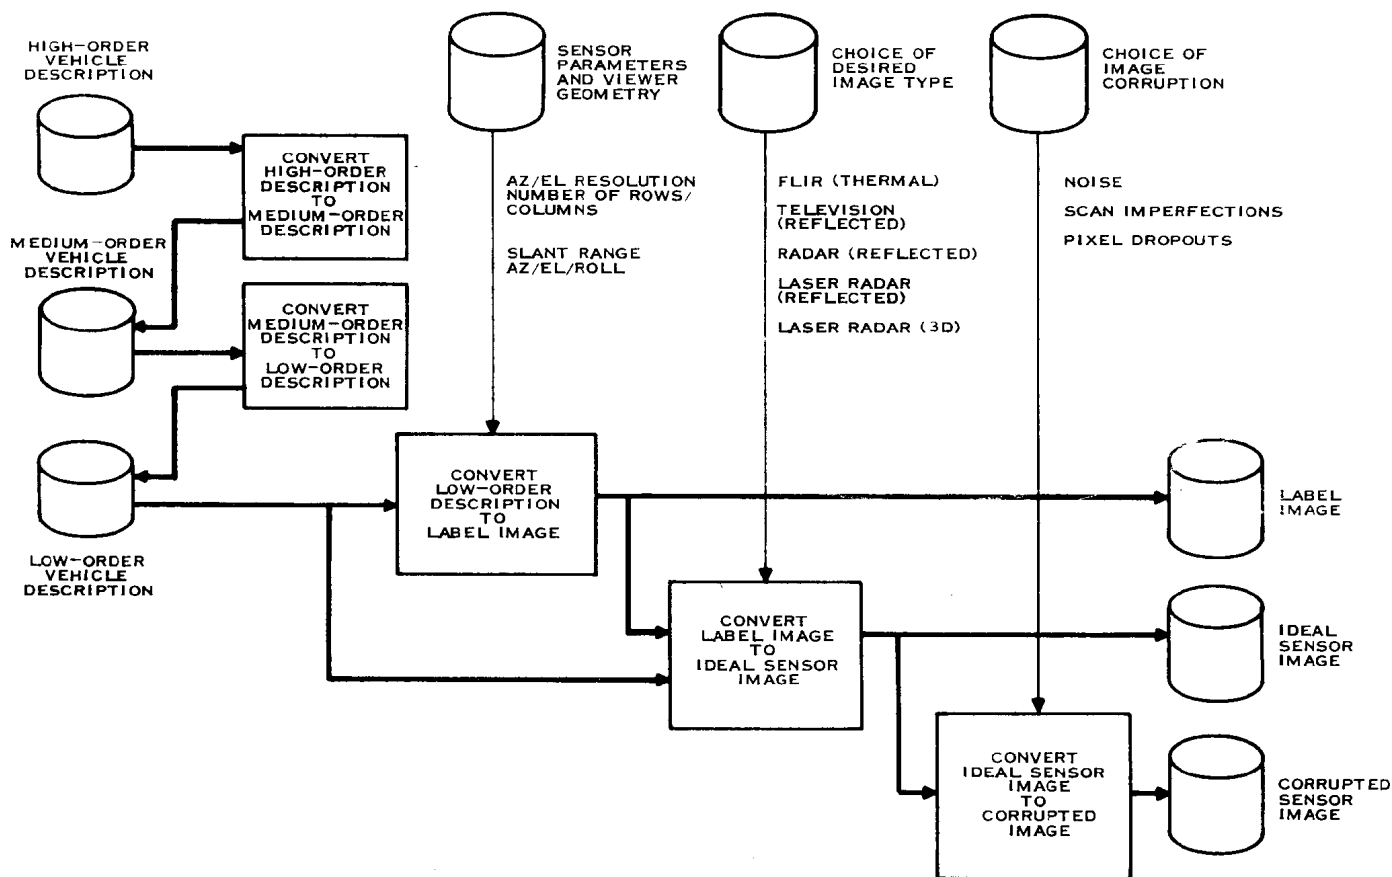 HIGH-ORDER
VEHICLE
DESCRIPTION
SENSOR
PARAMETERS
AND VIEWER
GEOMETRY
CHOICE OF
DESIRED
IMAGE TYPE
CHOICE OF
IMAGE
CORRUPTION
CONVERT
HIGH-ORDER
DESCRIPTION
TO
MEDIUM-ORDER
DESCRIPTION
AZ/EL RESOLUTION
NUMBER OF ROWS/
COLUMNS
SLANT RANGE
AZ/EL/ROLL
FLIR (THERMAL)
TELEVISION
(REFLECTED)
RADAR (REFLECTED)
LASER RADAR
(REFLECTED)
LASER RADAR (3D)
NOISE
SCAN IMPERFECTIONS
PIXEL DROPOUTS
MEDIUM-ORDER
VEHICLE
DESCRIPTION
CONVERT
MEDIUM-ORDER
DESCRIPTION
TO
LOW-ORDER
DESCRIPTION
LOW-ORDER
VEHICLE
DESCRIPTION
CONVERT
LOW-ORDER
DESCRIPTION
TO
LABEL IMAGE
LABEL
IMAGE
CONVERT
LABEL IMAGE
TO
IDEAL SENSOR
IMAGE
IDEAL
SENSOR
IMAGE
CONVERT
IDEAL SENSOR
IMAGE
TO
CORRUPTED
IMAGE
CORRUPTED
SENSOR
IMAGE